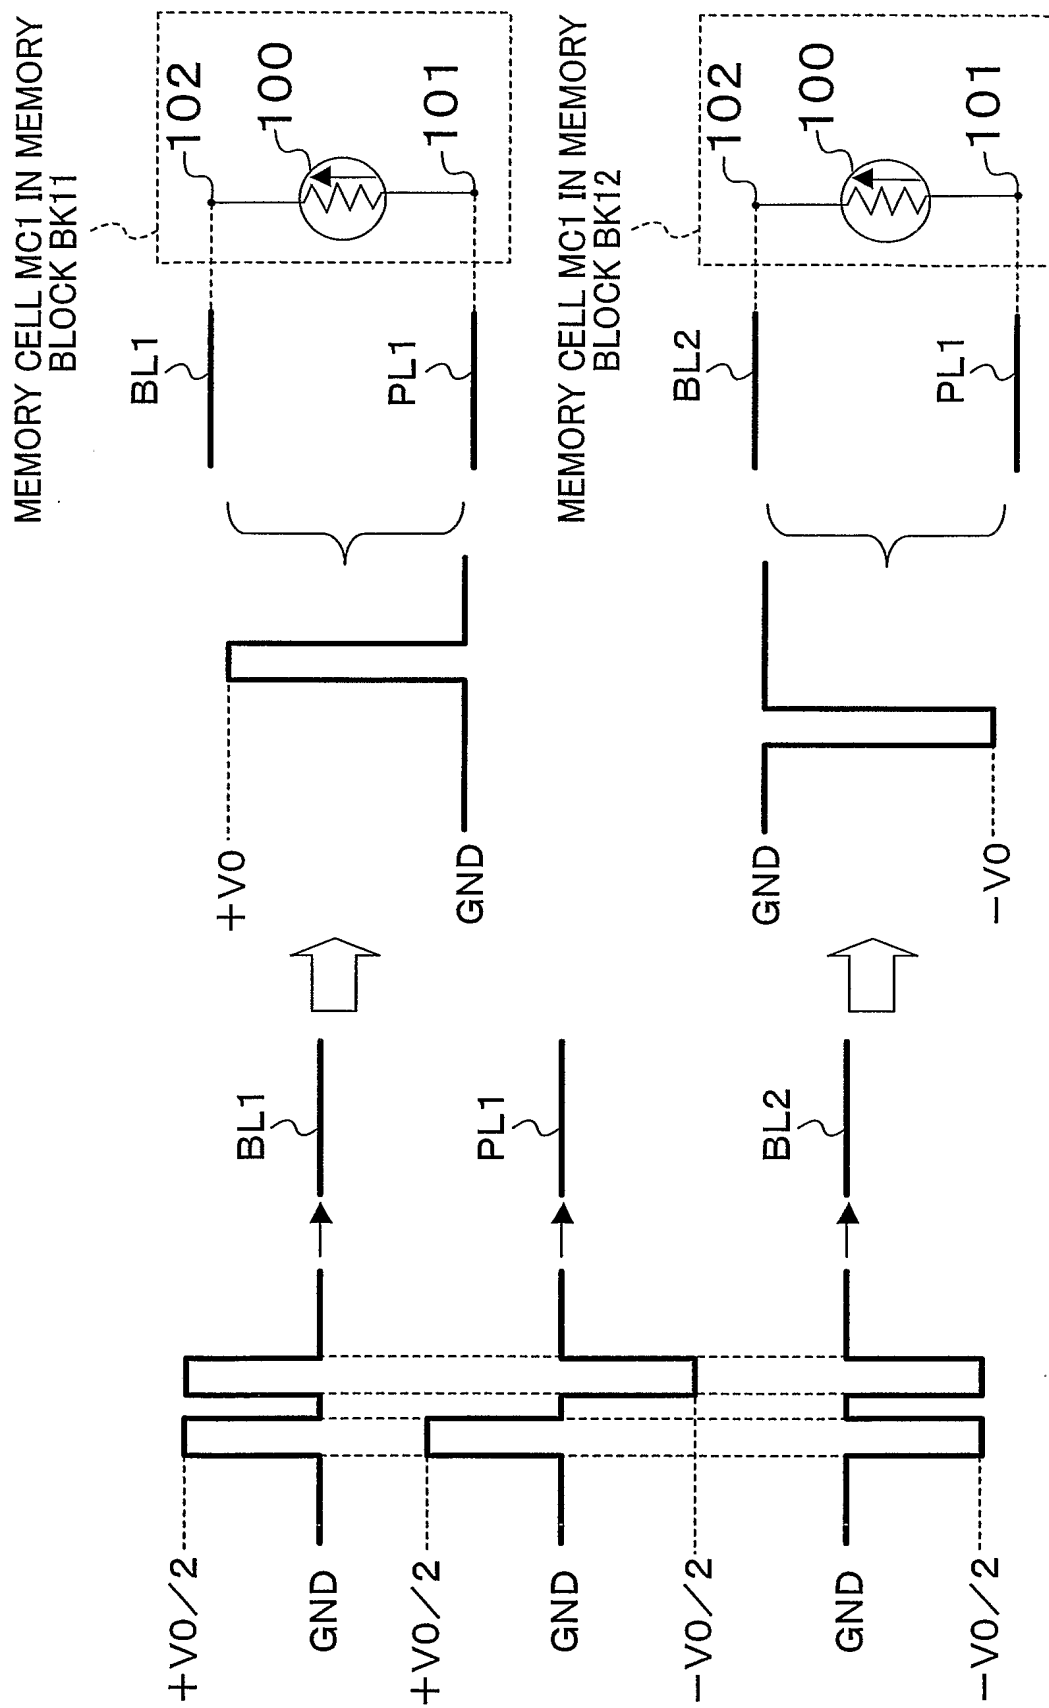 +V0/2
GND
BL1
+V0/2
GND
PL1
-V0/2
GND
BL2
-V0/2
+V0
GND
GND
-V0
MEMORY CELL MC1 IN MEMORY
BLOCK BK11
BL1
PL1
102
100
101
MEMORY CELL MC1 IN MEMORY
BLOCK BK12
BL2
PL1
102
100
101